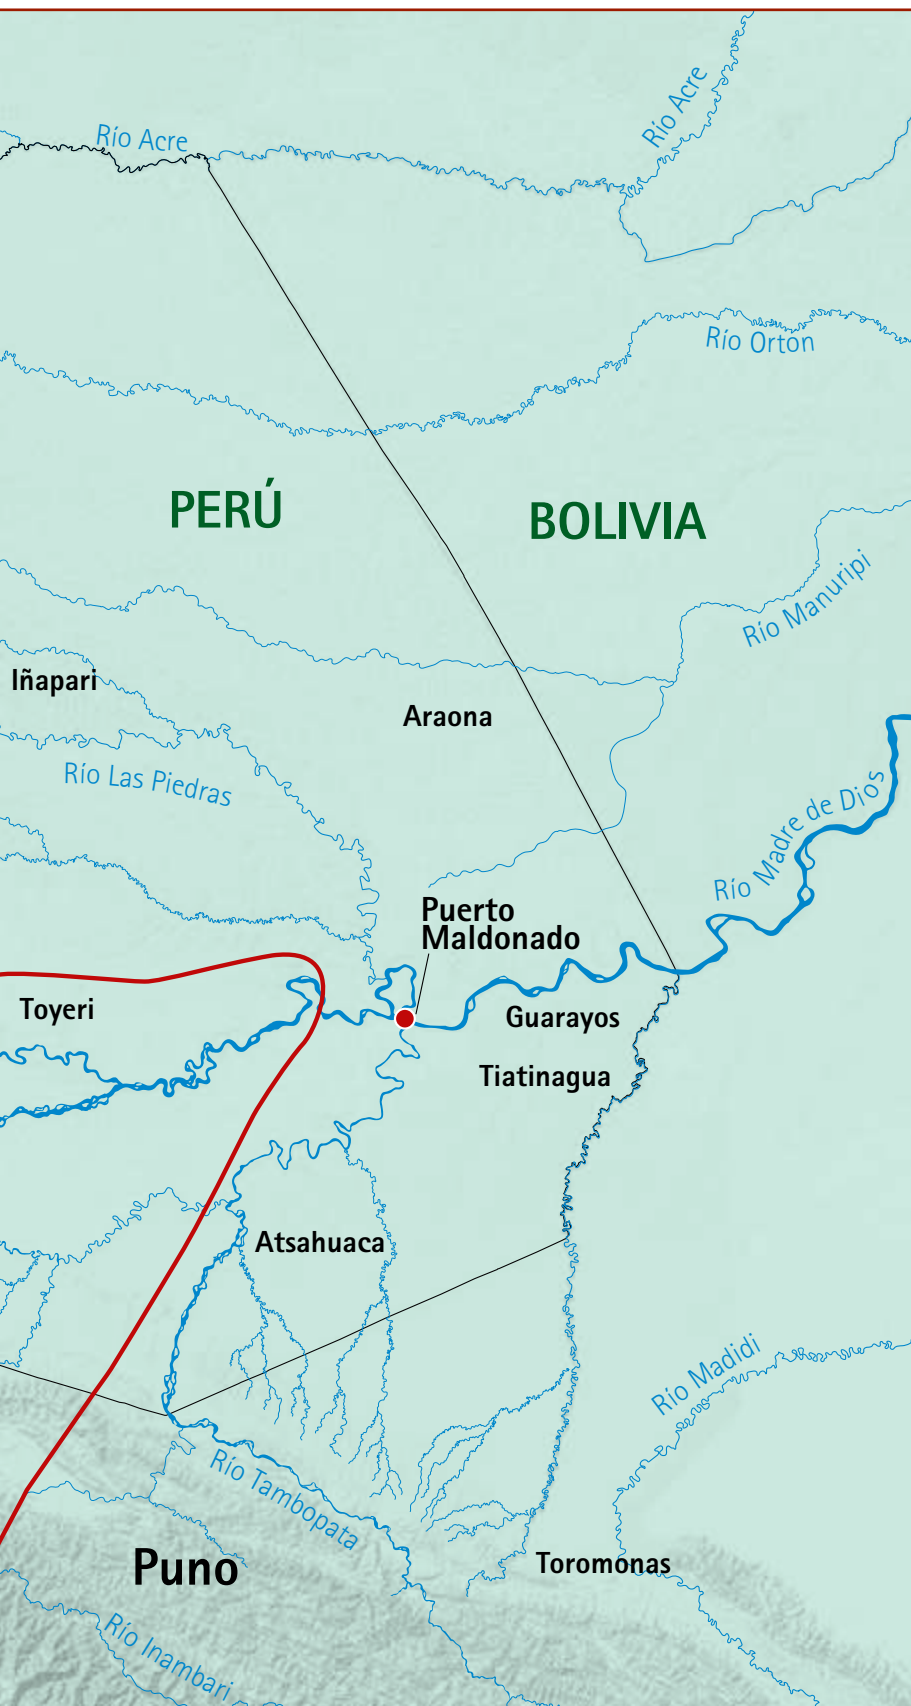 Río Acre
Río Acre
Río Orton
PERÚ
BOLIVIA
Río Manuripi
Iñapari
Araona
Río Las Piedras
Río Madre de Dios
Puerto
Maldonado
Toyeri
Guarayos
Tiatinagua
Atsahuaca
Río Madidi
Río Tambopata
Puno
Toromonas
Río Inambari